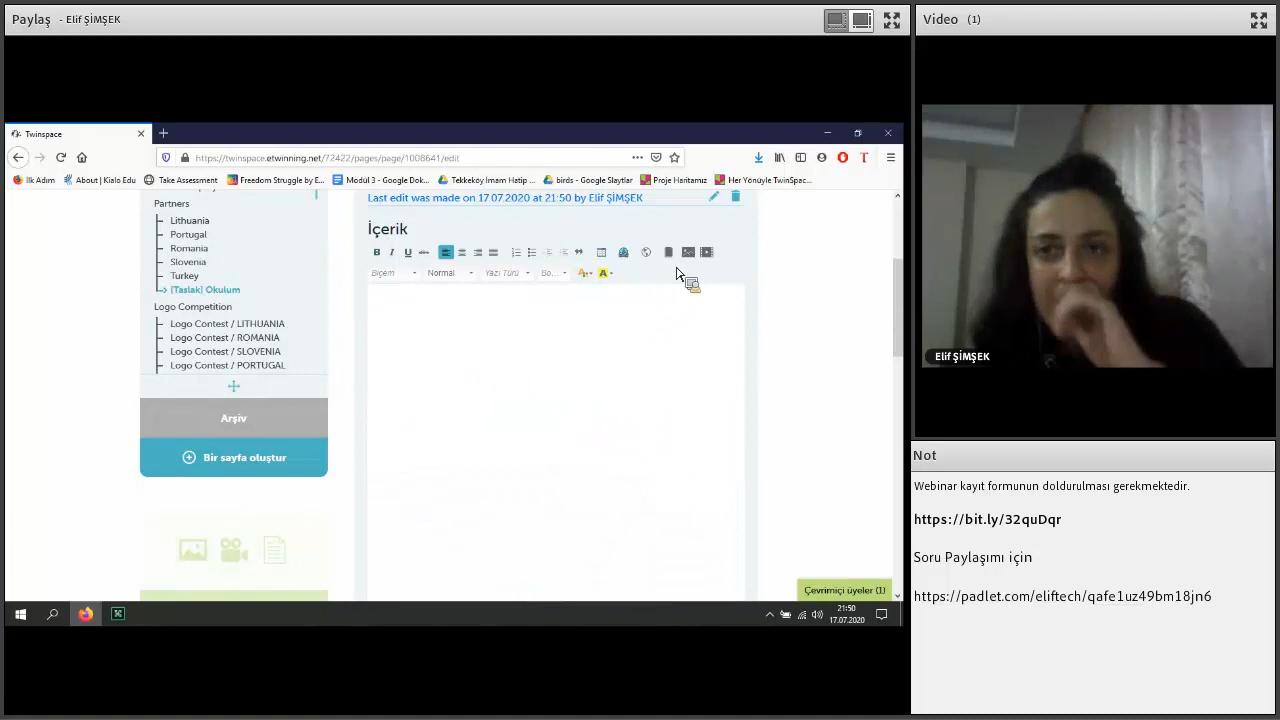 Paylaş - Elif ŞİMŞEK
Twinspace
https://twinspace.etwinning.net/72422/pages/page/1008641/edit
İlk Adım
About | Kialo Edu
Take Assessment
Freedom Struggle by E...
Modül 3 - Google Dok...
Tekkeköy İmam Hatip ...
birds - Google Slaytlar
Proje Haritamız
Her Yönüyle TwinSpac...
Partners
Lithuania
Portugal
Romania
Slovenia
Turkey
[Taslak] Okulum
Logo Competition
Logo Contest / LITHUANIA
Logo Contest / ROMANIA
Logo Contest / SLOVENIA
Logo Contest / PORTUGAL
Arşiv
Bir sayfa oluştur
Last edit was made on 17.07.2020 at 21:50 by Elif ŞİMŞEK
İçerik
B I U abc
Biçem Normal Yazı Türü Bo...
Çevrimiçi üyeler (1)
21:50
17.07.2020
Video (1)
Elif ŞİMŞEK
Not
Webinar kayıt formunun doldurulması gerekmektedir.
https://bit.ly/32quDqr
Soru Paylaşımı için
https://padlet.com/eliftech/qafe1uz49bm18jn6